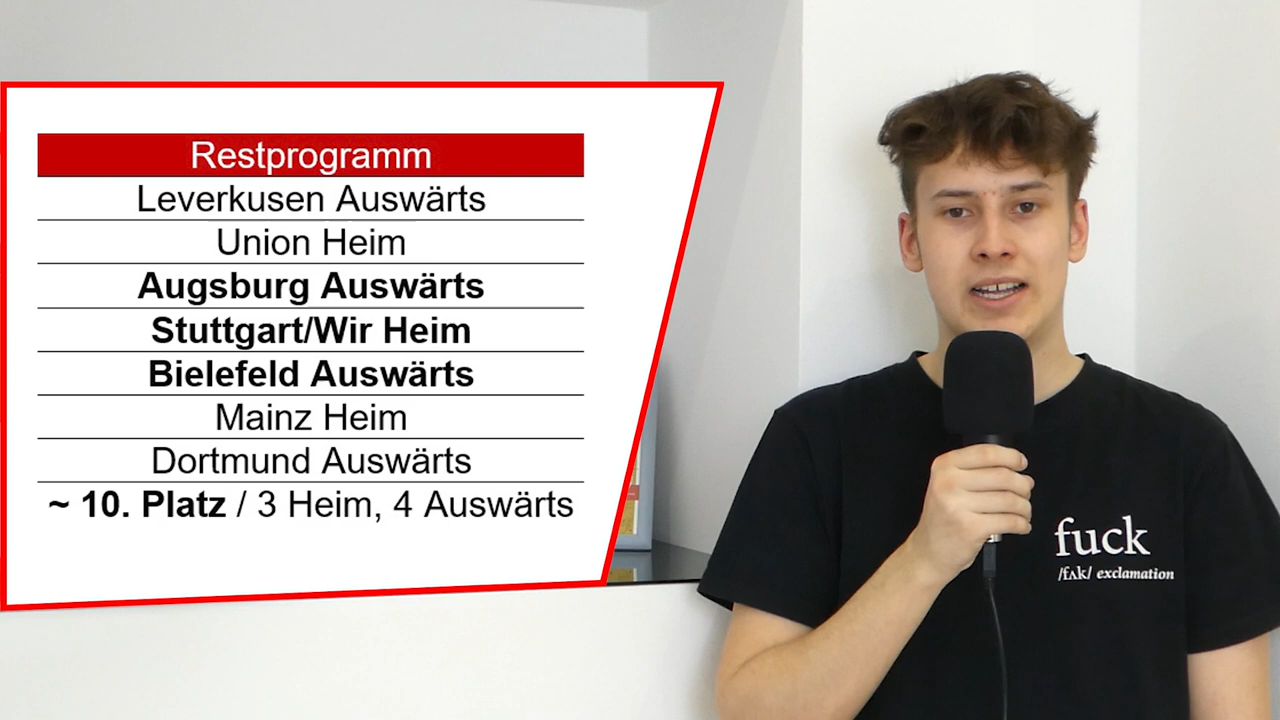 Restprogramm
Leverkusen Auswärts
Union Heim
Augsburg Auswärts
Stuttgart/Wir Heim
Bielefeld Auswärts
Mainz Heim
Dortmund Auswärts
~ 10. Platz / 3 Heim, 4 Auswärts
fuck
/fʌk/ exclamation